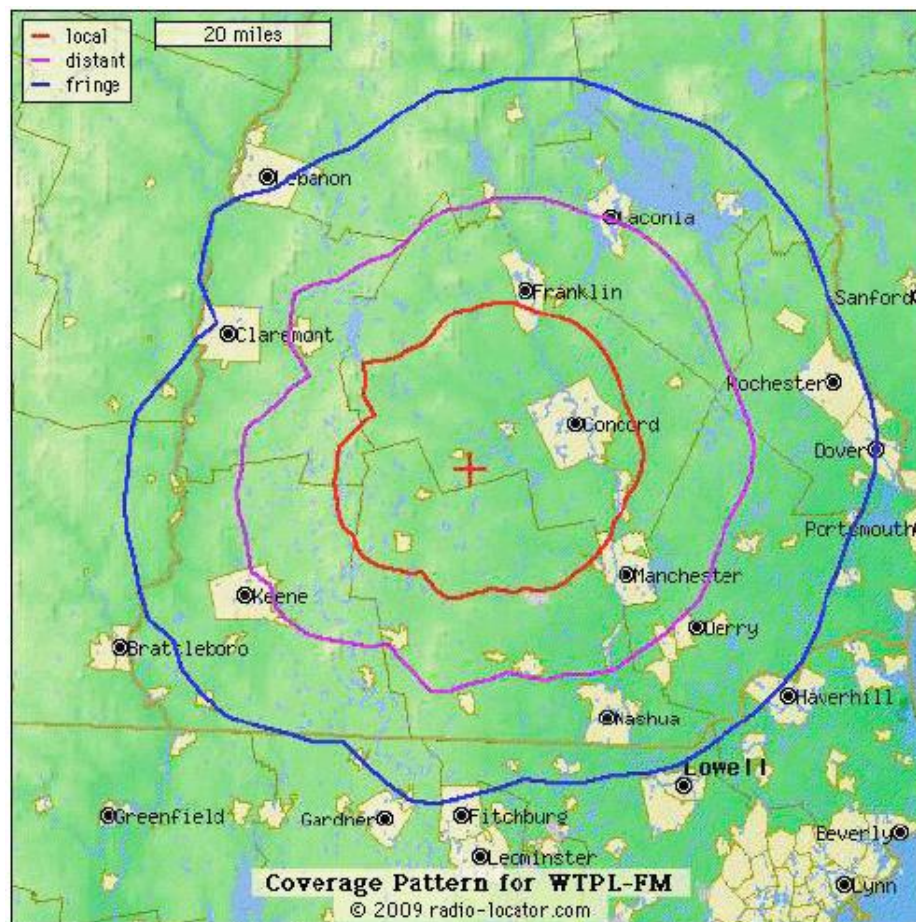 local
distant
fringe
20 miles
Lebanon
Laconia
Franklin
Sanford
Claremont
Rochester
Concord
Dover
Portsmouth
Manchester
Keene
Derry
Brattleboro
Haverhill
Nashua
Lowell
Greenfield
Gardner
Fitchburg
Beverly
Leominster
Lynn
Coverage Pattern for WTPL-FM
© 2009 radio-locator.com